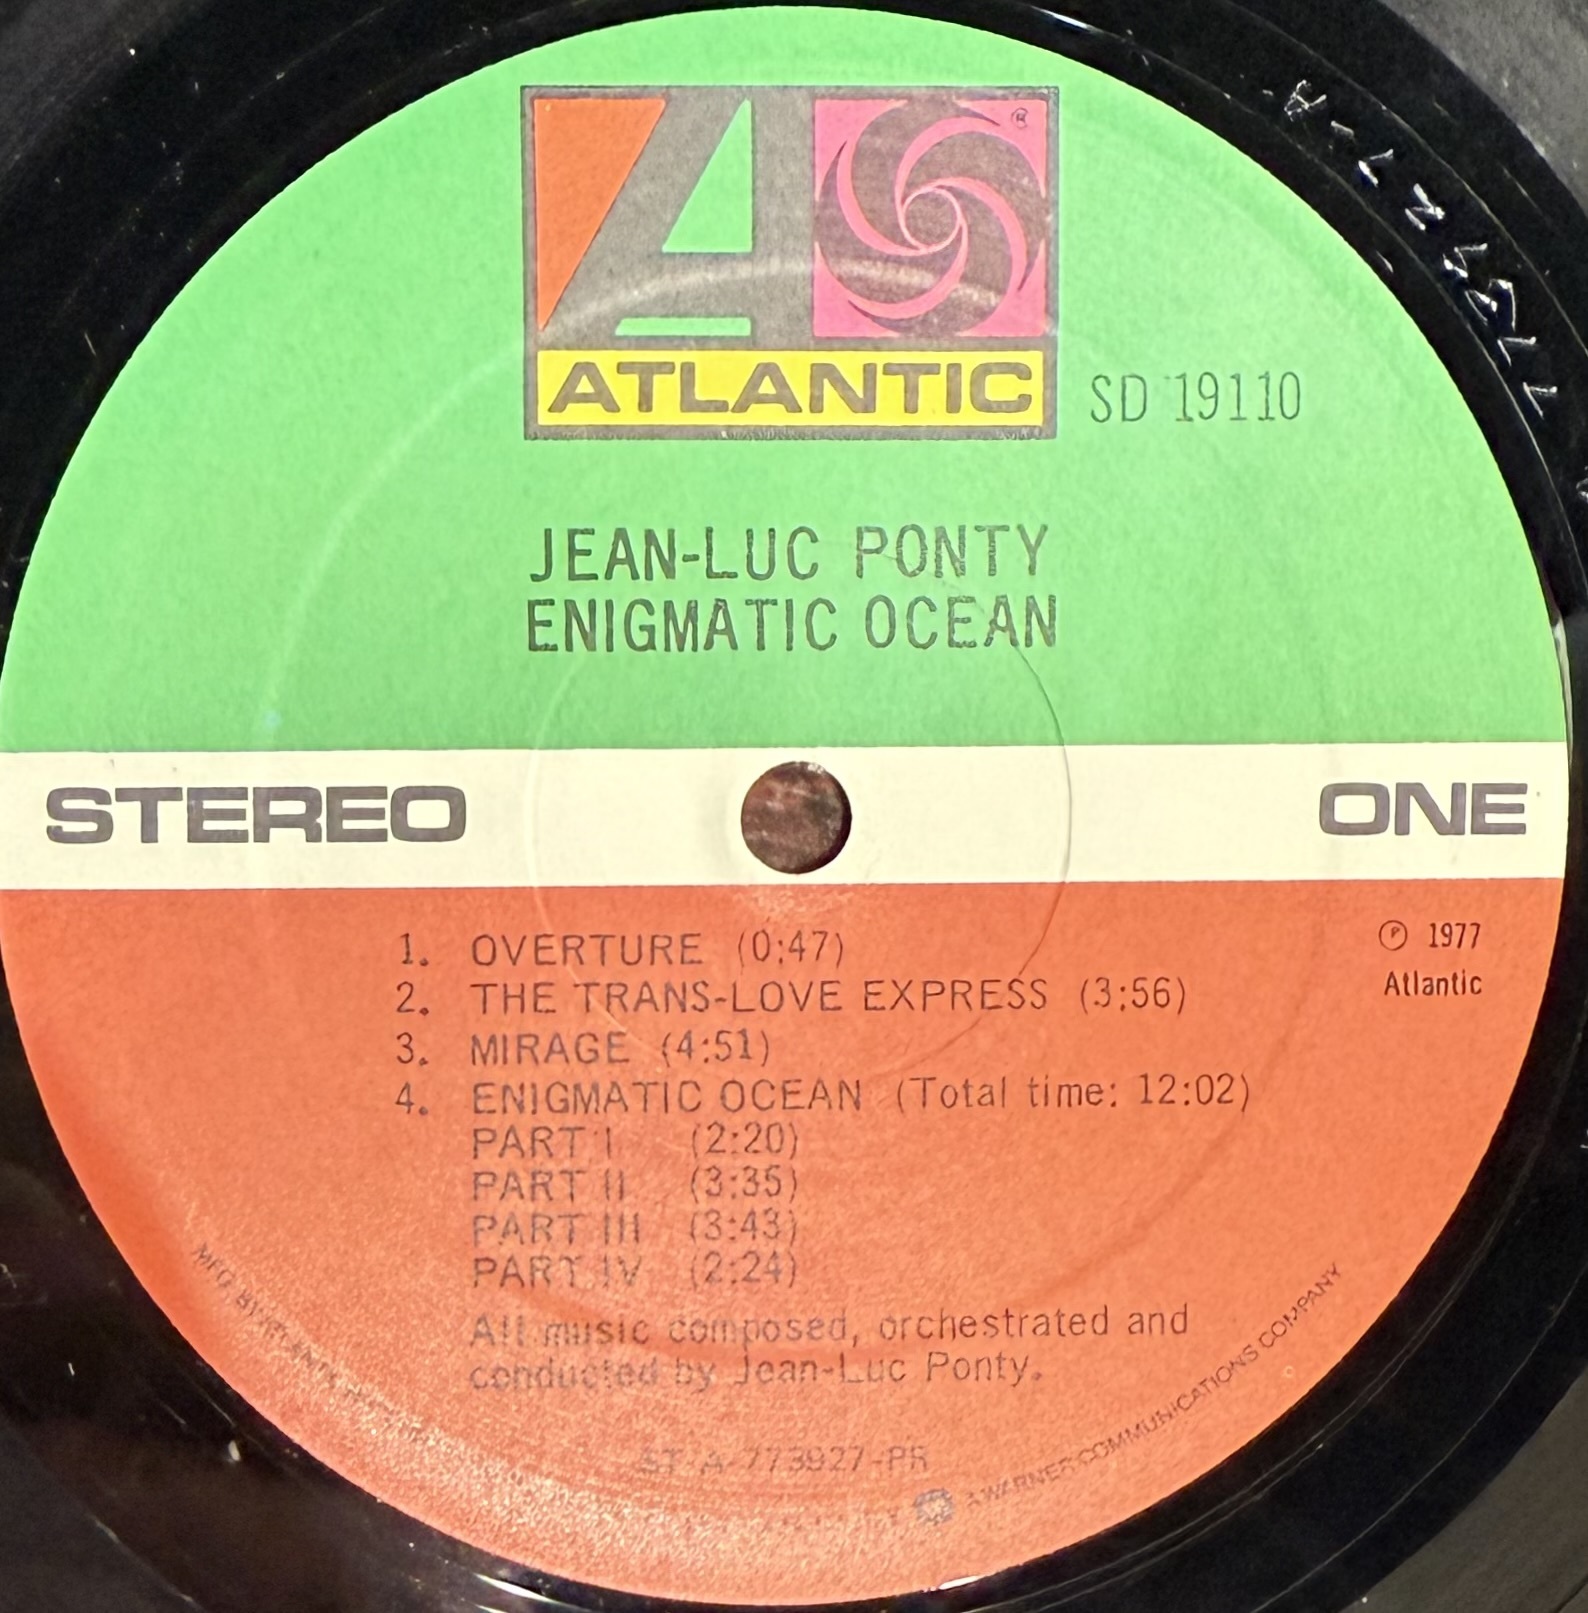 A ®
ATLANTIC
SD 19110
JEAN-LUC PONTY
ENIGMATIC OCEAN
STEREO
ONE
1. OVERTURE (0:47)
2. THE TRANS-LOVE EXPRESS (3:56)
3. MIRAGE (4:51)
4. ENIGMATIC OCEAN (Total time: 12:02)
PART I (2:20)
PART II (3:35)
PART III (3:43)
PART IV (2:24)
℗ 1977
Atlantic
All music composed, orchestrated and
conducted by Jean-Luc Ponty.
ST-A-773927-PR
MFG. BY ATLANTIC
A WARNER COMMUNICATIONS COMPANY